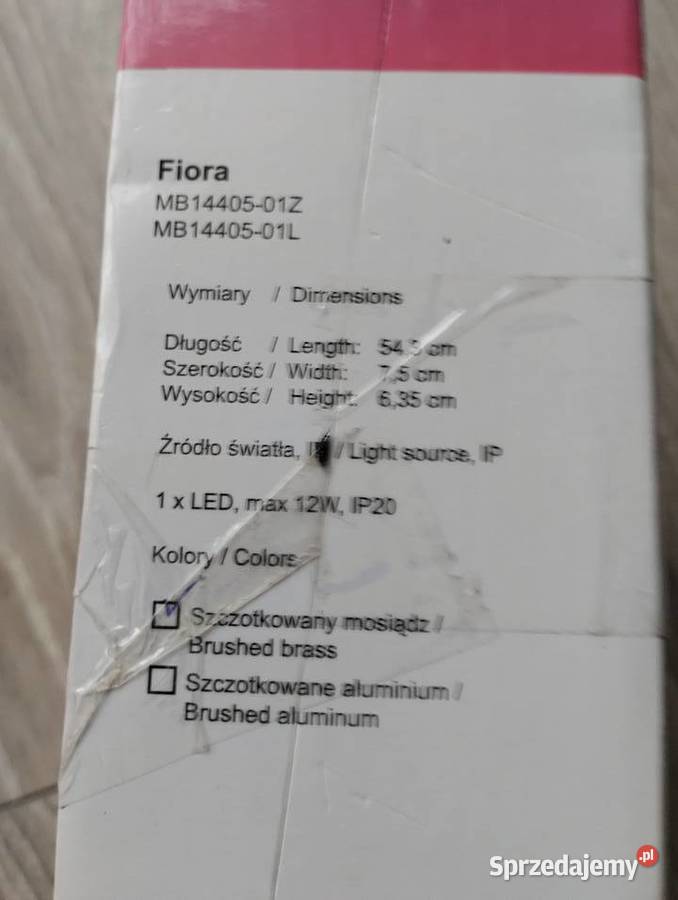 Fiora
MB14405-01Z
MB14405-01L
Wymiary / Dimensions
Długość / Length: cm
Szerokość / Width: 7,5 cm
Wysokość / Height: 6,35 cm
Źródło światła, / Light source, IP
1 x LED, max 12W, IP20
Kolory / Colors
Szczotkowany mosiądz /
Brushed brass
Szczotkowane aluminium /
Brushed aluminum
Sprzedajemy.pl